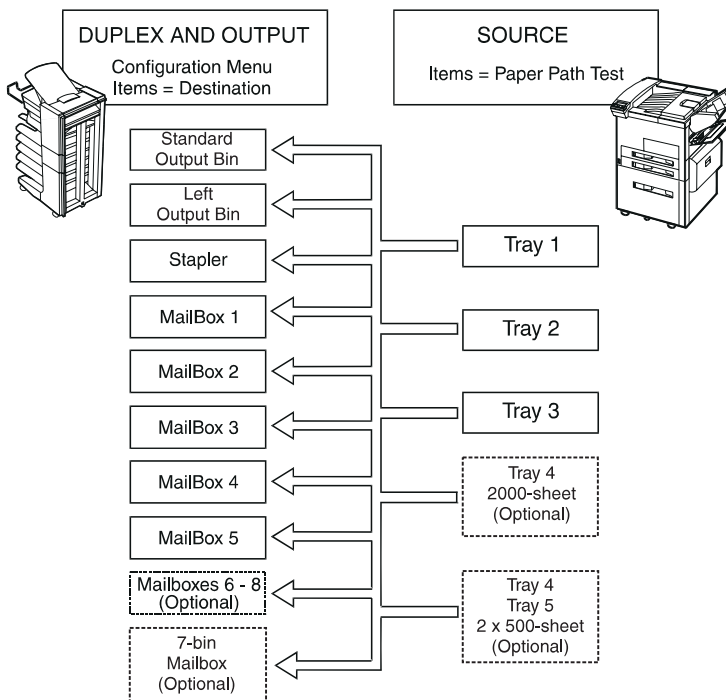 DUPLEX AND OUTPUT
Configuration Menu
Items = Destination
SOURCE
Items = Paper Path Test
Standard
Output Bin
Left
Output Bin
Stapler
MailBox 1
MailBox 2
MailBox 3
MailBox 4
MailBox 5
Mailboxes 6 - 8
(Optional)
7-bin
Mailbox
(Optional)
Tray 1
Tray 2
Tray 3
Tray 4
2000-sheet
(Optional)
Tray 4
Tray 5
2 x 500-sheet
(Optional)